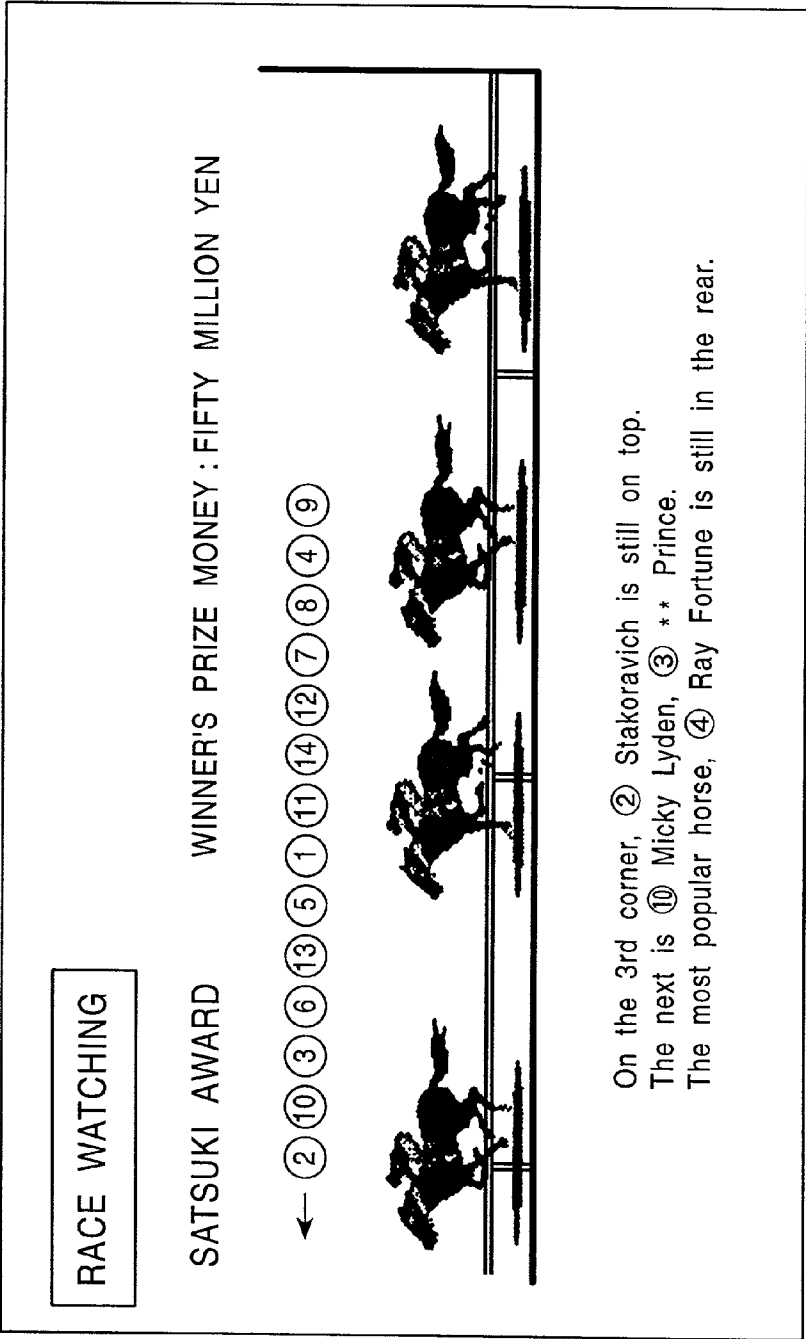 RACE WATCHING
SATSUKI AWARD WINNER'S PRIZE MONEY : FIFTY MILLION YEN
← ② ⑩ ③ ⑥ ⑬ ⑤ ① ⑪ ⑭ ⑫ ⑦ ⑧ ④ ⑨
On the 3rd corner, ② Stakoravich is still on top.
The next is ⑩ Micky Lyden, ③ ** Prince.
The most popular horse, ④ Ray Fortune is still in the rear.